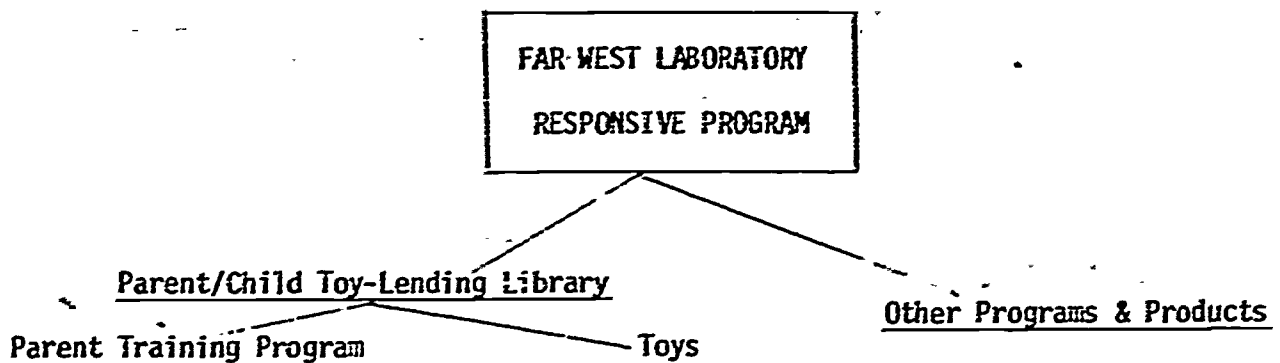 FAR WEST LABORATORY
RESPONSIVE PROGRAM
Parent/Child Toy-Lending Library
Other Programs & Products
Parent Training Program
Toys